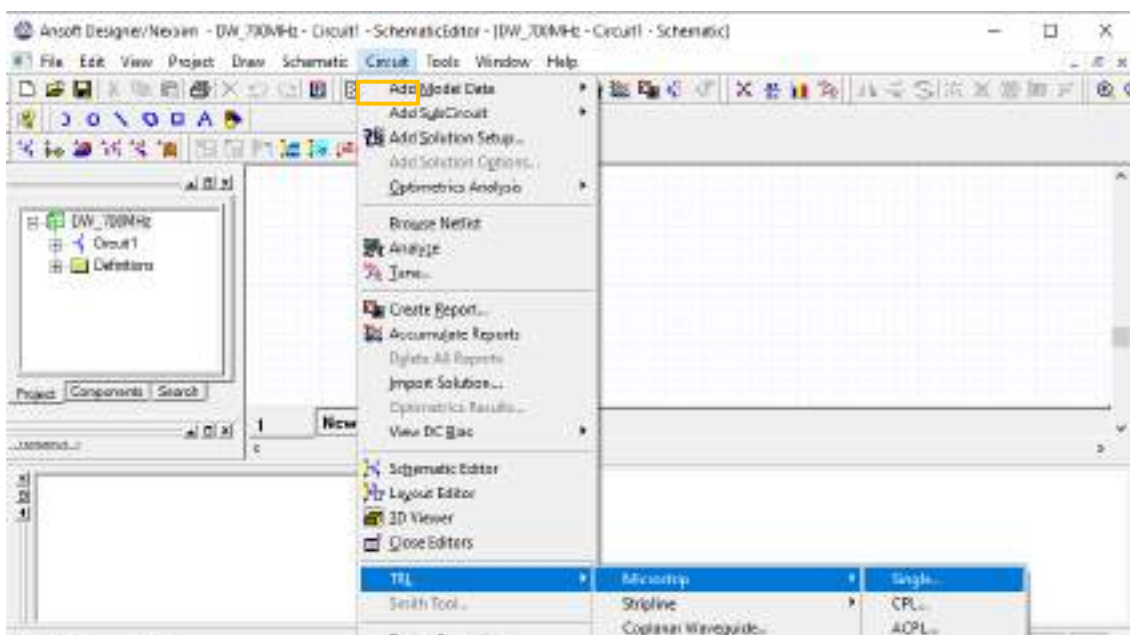 Ansoft Designer/Nexxim - DW_700MHz - Circuit1 - SchematicEditor - [DW_700MHz - Circuit1 - Schematic]
File Edit View Project Draw Schematic Circuit Tools Window Help
Add Model Data
Add SubCircuit
Add Solution Setup...
Add Solution Options...
Optimetrics Analysis
DW_700MHz
Circuit1
Definitions
Browse Netlist
Analyze
Tune...
Create Report...
Accumulate Reports
Delete All Reports
Import Solution...
Optimetrics Results...
View DC Bias
Project Components Search
1
Schematic Editor
Layout Editor
3D Viewer
Close Editors
TRL Microstrip Single...
Smith Tool... Stripline CPL...
Coplanar Waveguide... ACPL...